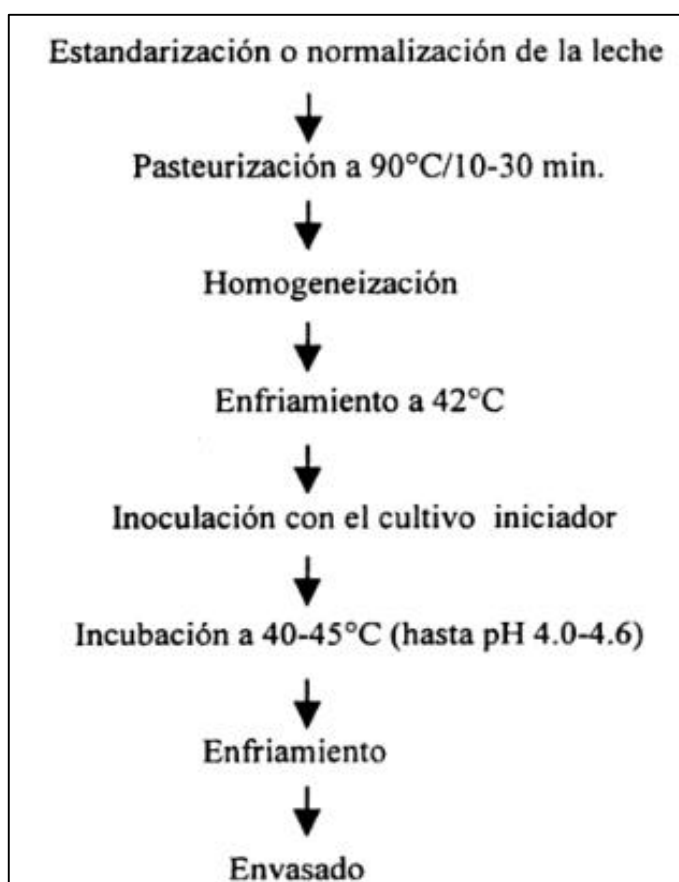 Estandarización o normalización de la leche
Pasteurización a 90°C/10-30 min.
Homogeneización
Enfriamiento a 42°C
Inoculación con el cultivo iniciador
Incubación a 40-45°C (hasta pH 4.0-4.6)
Enfriamiento
Envasado